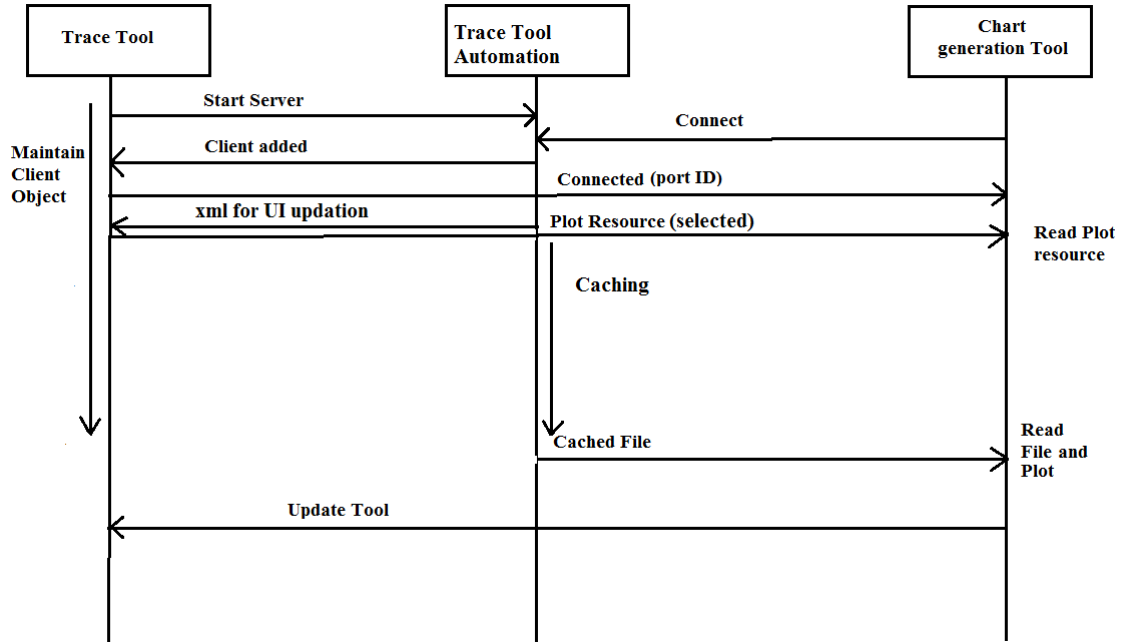 Trace Tool
Trace Tool
Automation
Chart
generation Tool
Start Server
Connect
Maintain
Client
Object
Client added
Connected (port ID)
xml for UI updation
Plot Resource (selected)
Read Plot
resource
Caching
Cached File
Read
File and
Plot
Update Tool